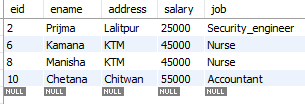 eid ename address salary job
2 Prijma Lalitpur 25000 Security_engineer
6 Kamana KTM 45000 Nurse
8 Manisha KTM 45000 Nurse
10 Chetana Chitwan 55000 Accountant
NULL NULL NULL NULL NULL